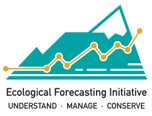 Ecological Forecasting Initiative
UNDERSTAND · MANAGE · CONSERVE